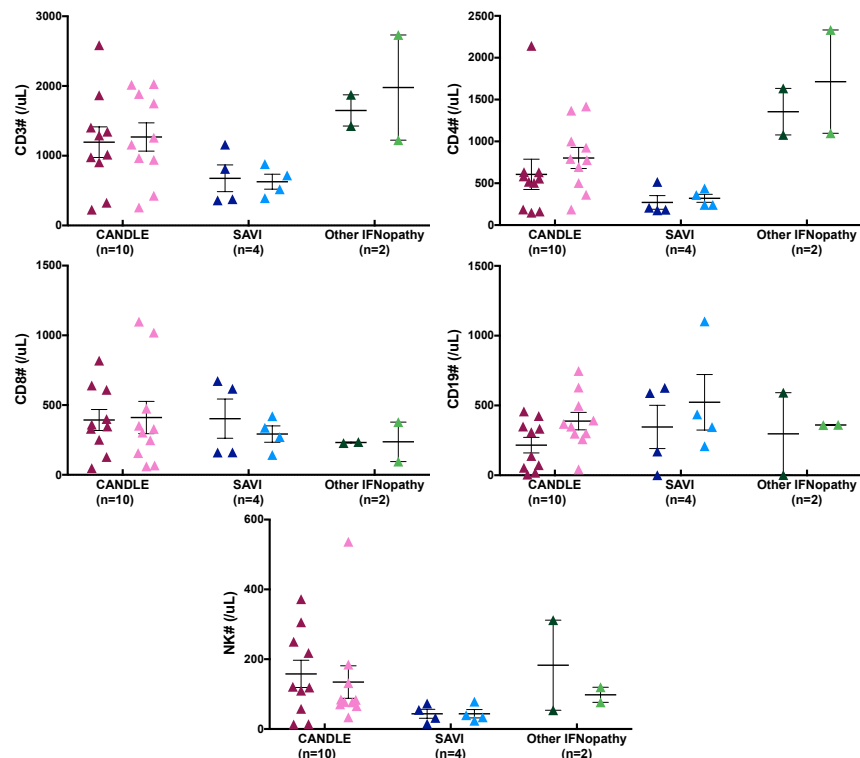 3000
2000
1000
0
CD3# (/uL)
CANDLE
(n=10)
SAVI
(n=4)
Other IFNopathy
(n=2)
2500
2000
1500
1000
500
0
CD4# (/uL)
CANDLE
(n=10)
SAVI
(n=4)
Other IFNopathy
(n=2)
1500
1000
500
0
CD8# (/uL)
CANDLE
(n=10)
SAVI
(n=4)
Other IFNopathy
(n=2)
1500
1000
500
0
CD19# (/uL)
CANDLE
(n=10)
SAVI
(n=4)
Other IFNopathy
(n=2)
600
400
200
0
NK# (/uL)
CANDLE
(n=10)
SAVI
(n=4)
Other IFNopathy
(n=2)